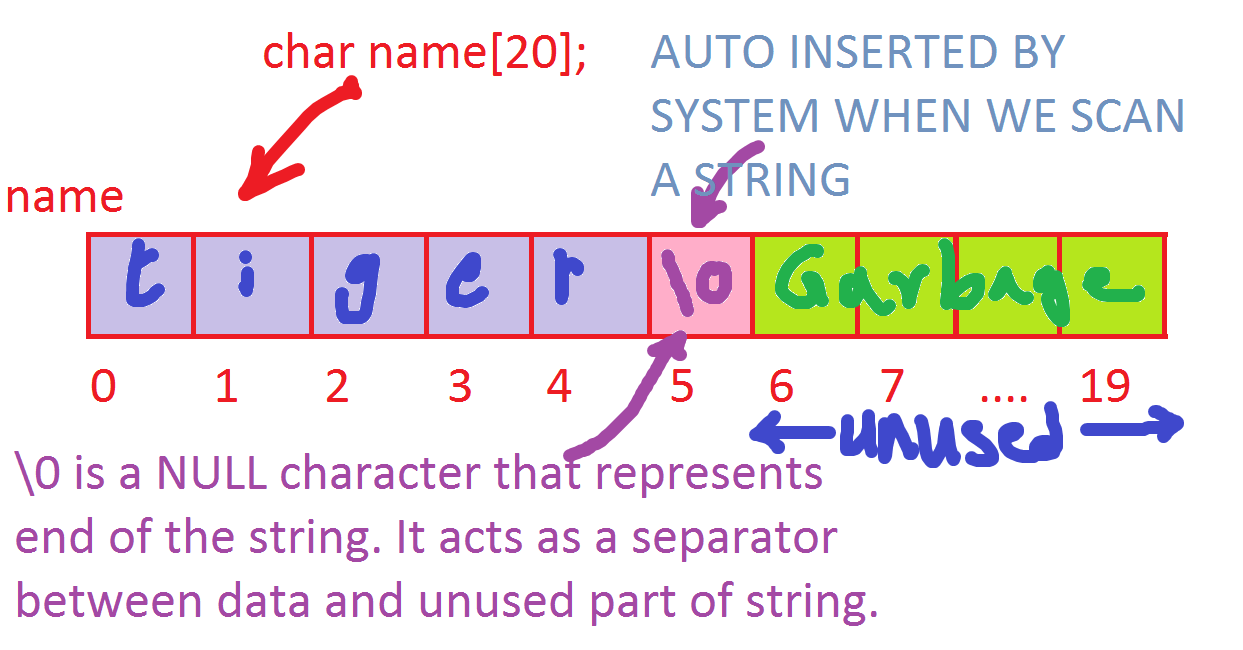 char name[20];
AUTO INSERTED BY
SYSTEM WHEN WE SCAN
A STRING
name
t i g e r \0 Garbage
0 1 2 3 4 5 6 7 .... 19
unused
\0 is a NULL character that represents
end of the string. It acts as a separator
between data and unused part of string.